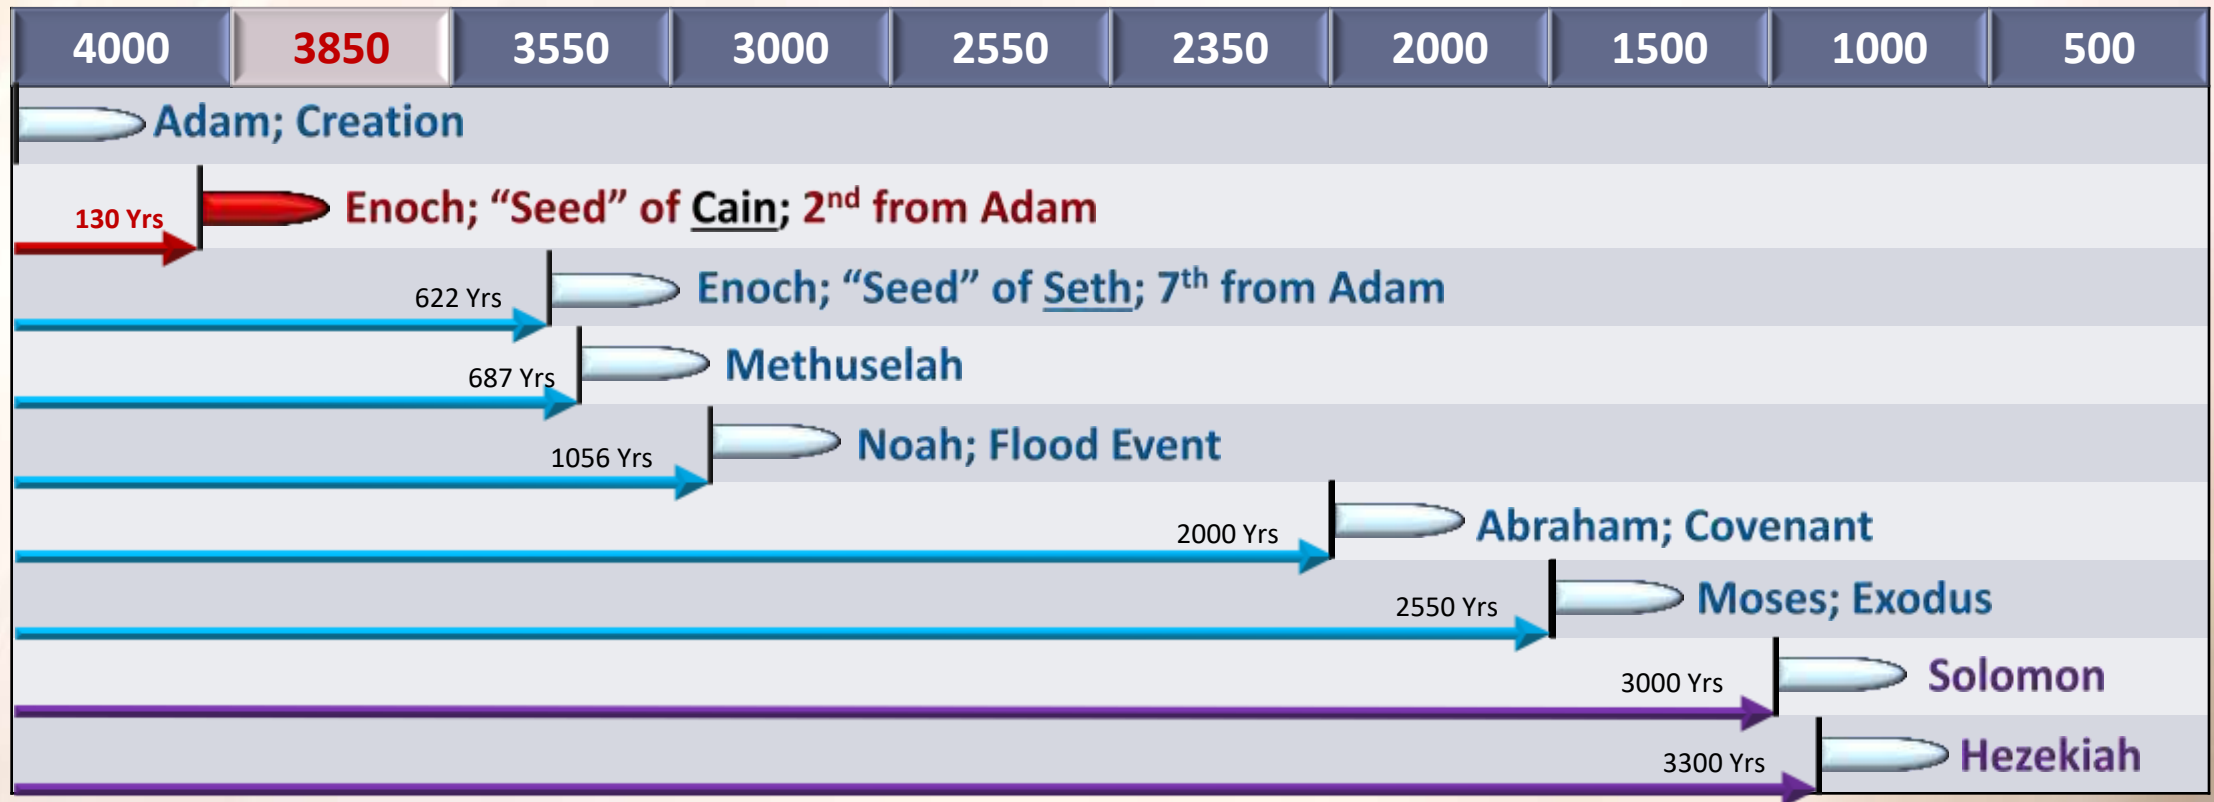 4000 3850 3550 3000 2550 2350 2000 1500 1000 500
Adam; Creation
130 Yrs Enoch; “Seed” of Cain; 2nd from Adam
622 Yrs Enoch; “Seed” of Seth; 7th from Adam
687 Yrs Methuselah
1056 Yrs Noah; Flood Event
2000 Yrs Abraham; Covenant
2550 Yrs Moses; Exodus
3000 Yrs Solomon
3300 Yrs Hezekiah